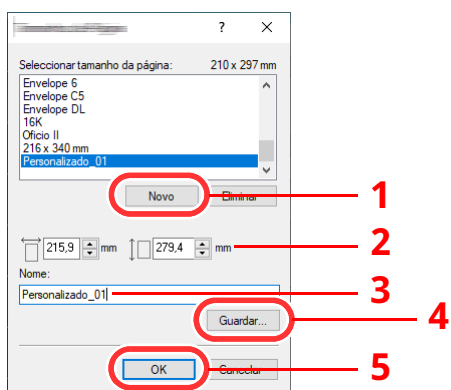 ? ×
Seleccionar tamanho da página: 210 x 297 mm
Envelope 6
Envelope C5
Envelope DL
16K
Oficio II
216 x 340 mm
Personalizado_01
Novo Eliminar 1
215,9 mm 279,4 mm 2
Nome:
Personalizado_01 3
Guardar... 4
OK Cancelar 5